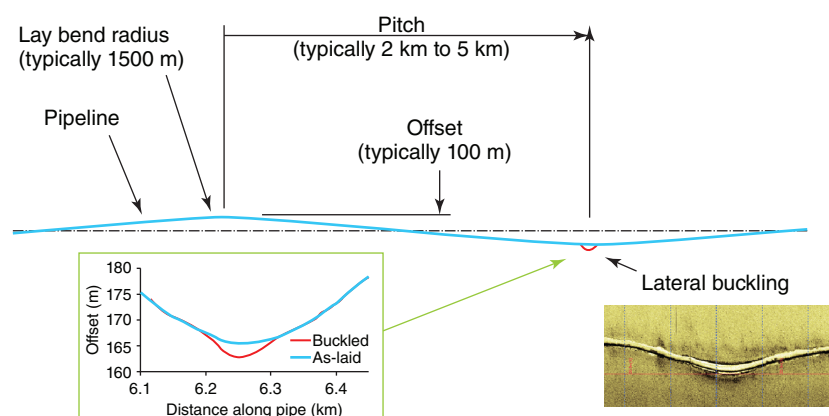 Pitch
(typically 2 km to 5 km)
Lay bend radius
(typically 1500 m)
Pipeline
Offset
(typically 100 m)
Lateral buckling
180
175
170
165
160
Offset (m)
Buckled
As-laid
6.1
6.2
6.3
6.4
Distance along pipe (km)